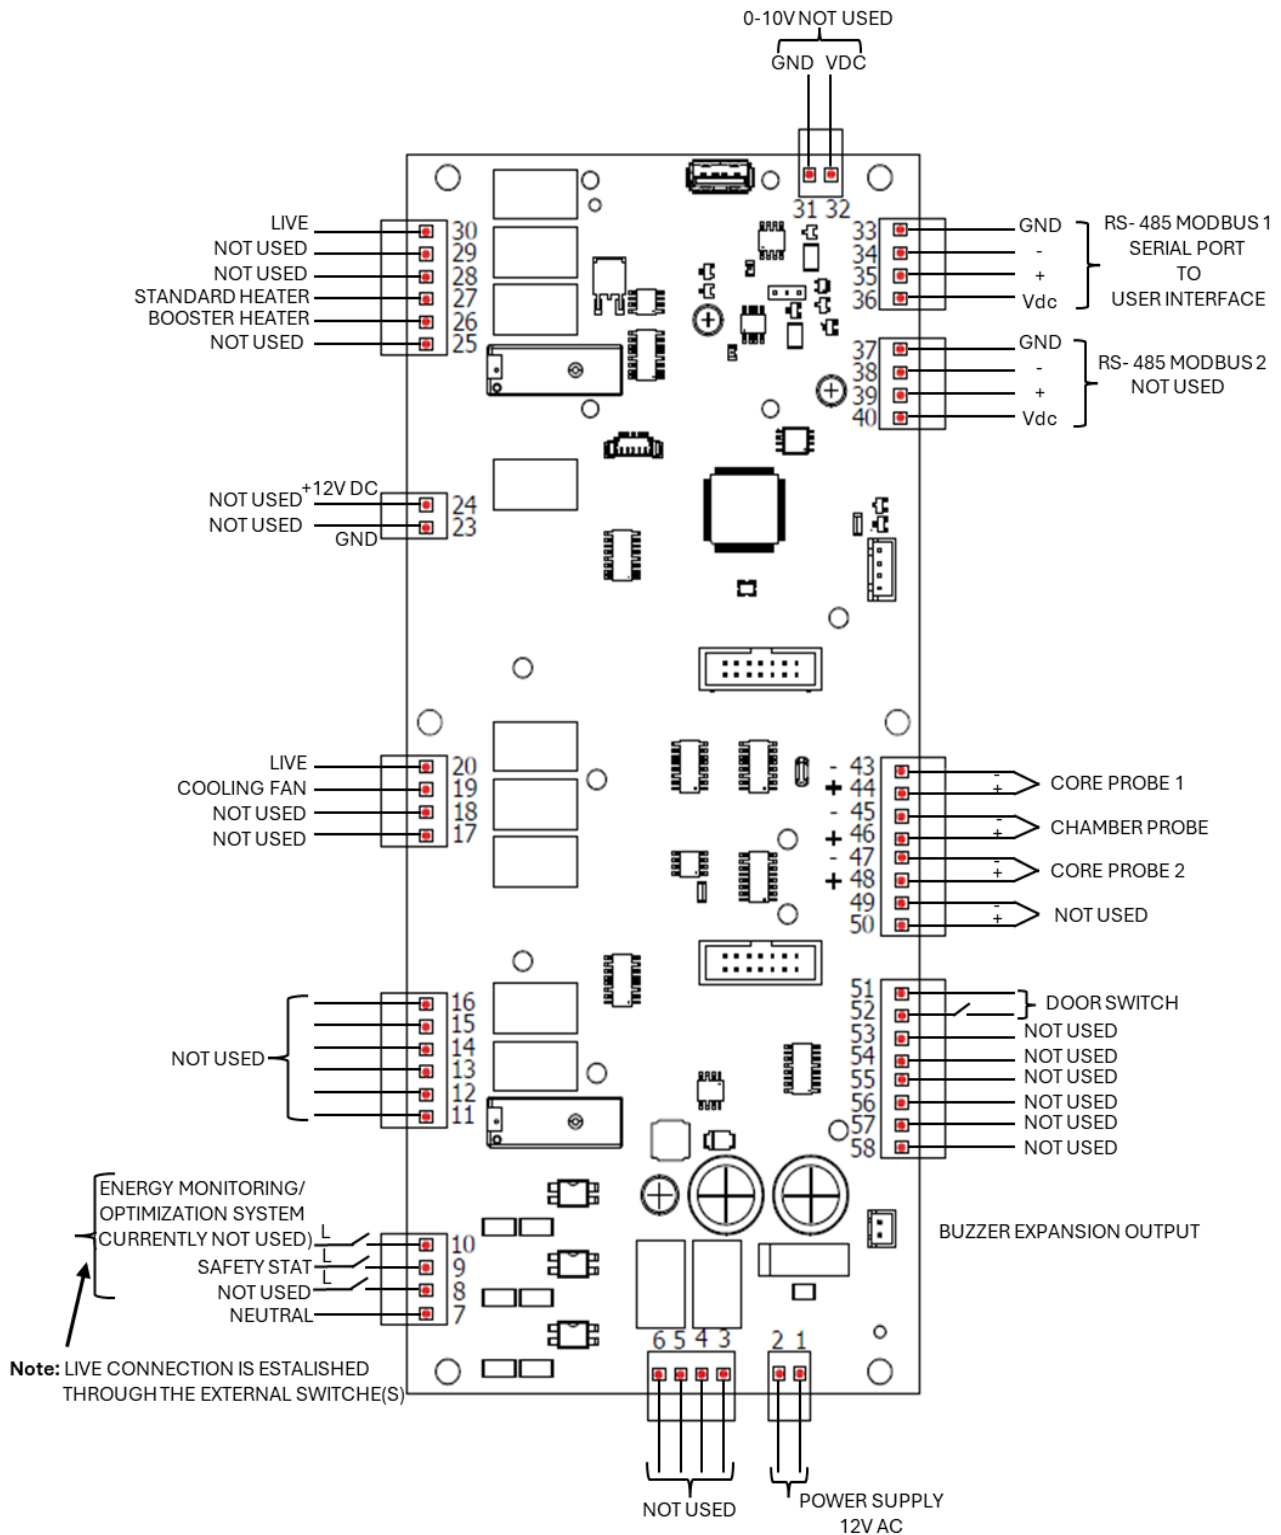 0-10V NOT USED
GND VDC
31 32
LIVE 30
NOT USED 29
NOT USED 28
STANDARD HEATER 27
BOOSTER HEATER 26
NOT USED 25
33 GND
34 -
35 +
36 Vdc
RS- 485 MODBUS 1
SERIAL PORT
TO
USER INTERFACE
37 GND
38 -
39 +
40 Vdc
RS- 485 MODBUS 2
NOT USED
+12V DC
NOT USED 24
NOT USED 23
GND
LIVE 20
COOLING FAN 19
NOT USED 18
NOT USED 17
- 43 -
+ 44 +
CORE PROBE 1
- 45 -
+ 46 +
CHAMBER PROBE
- 47 -
+ 48 +
CORE PROBE 2
49 -
50 +
NOT USED
16
15
14
NOT USED
13
12
11
51
52
DOOR SWITCH
53 NOT USED
54 NOT USED
55 NOT USED
56 NOT USED
57 NOT USED
58 NOT USED
ENERGY MONITORING/
OPTIMIZATION SYSTEM
CURRENTLY NOT USED) L 10
SAFETY STAT L 9
NOT USED L 8
NEUTRAL 7
BUZZER EXPANSION OUTPUT
Note: LIVE CONNECTION IS ESTALISHED
THROUGH THE EXTERNAL SWITCHE(S)
6 5 4 3
2 1
NOT USED
POWER SUPPLY
12V AC